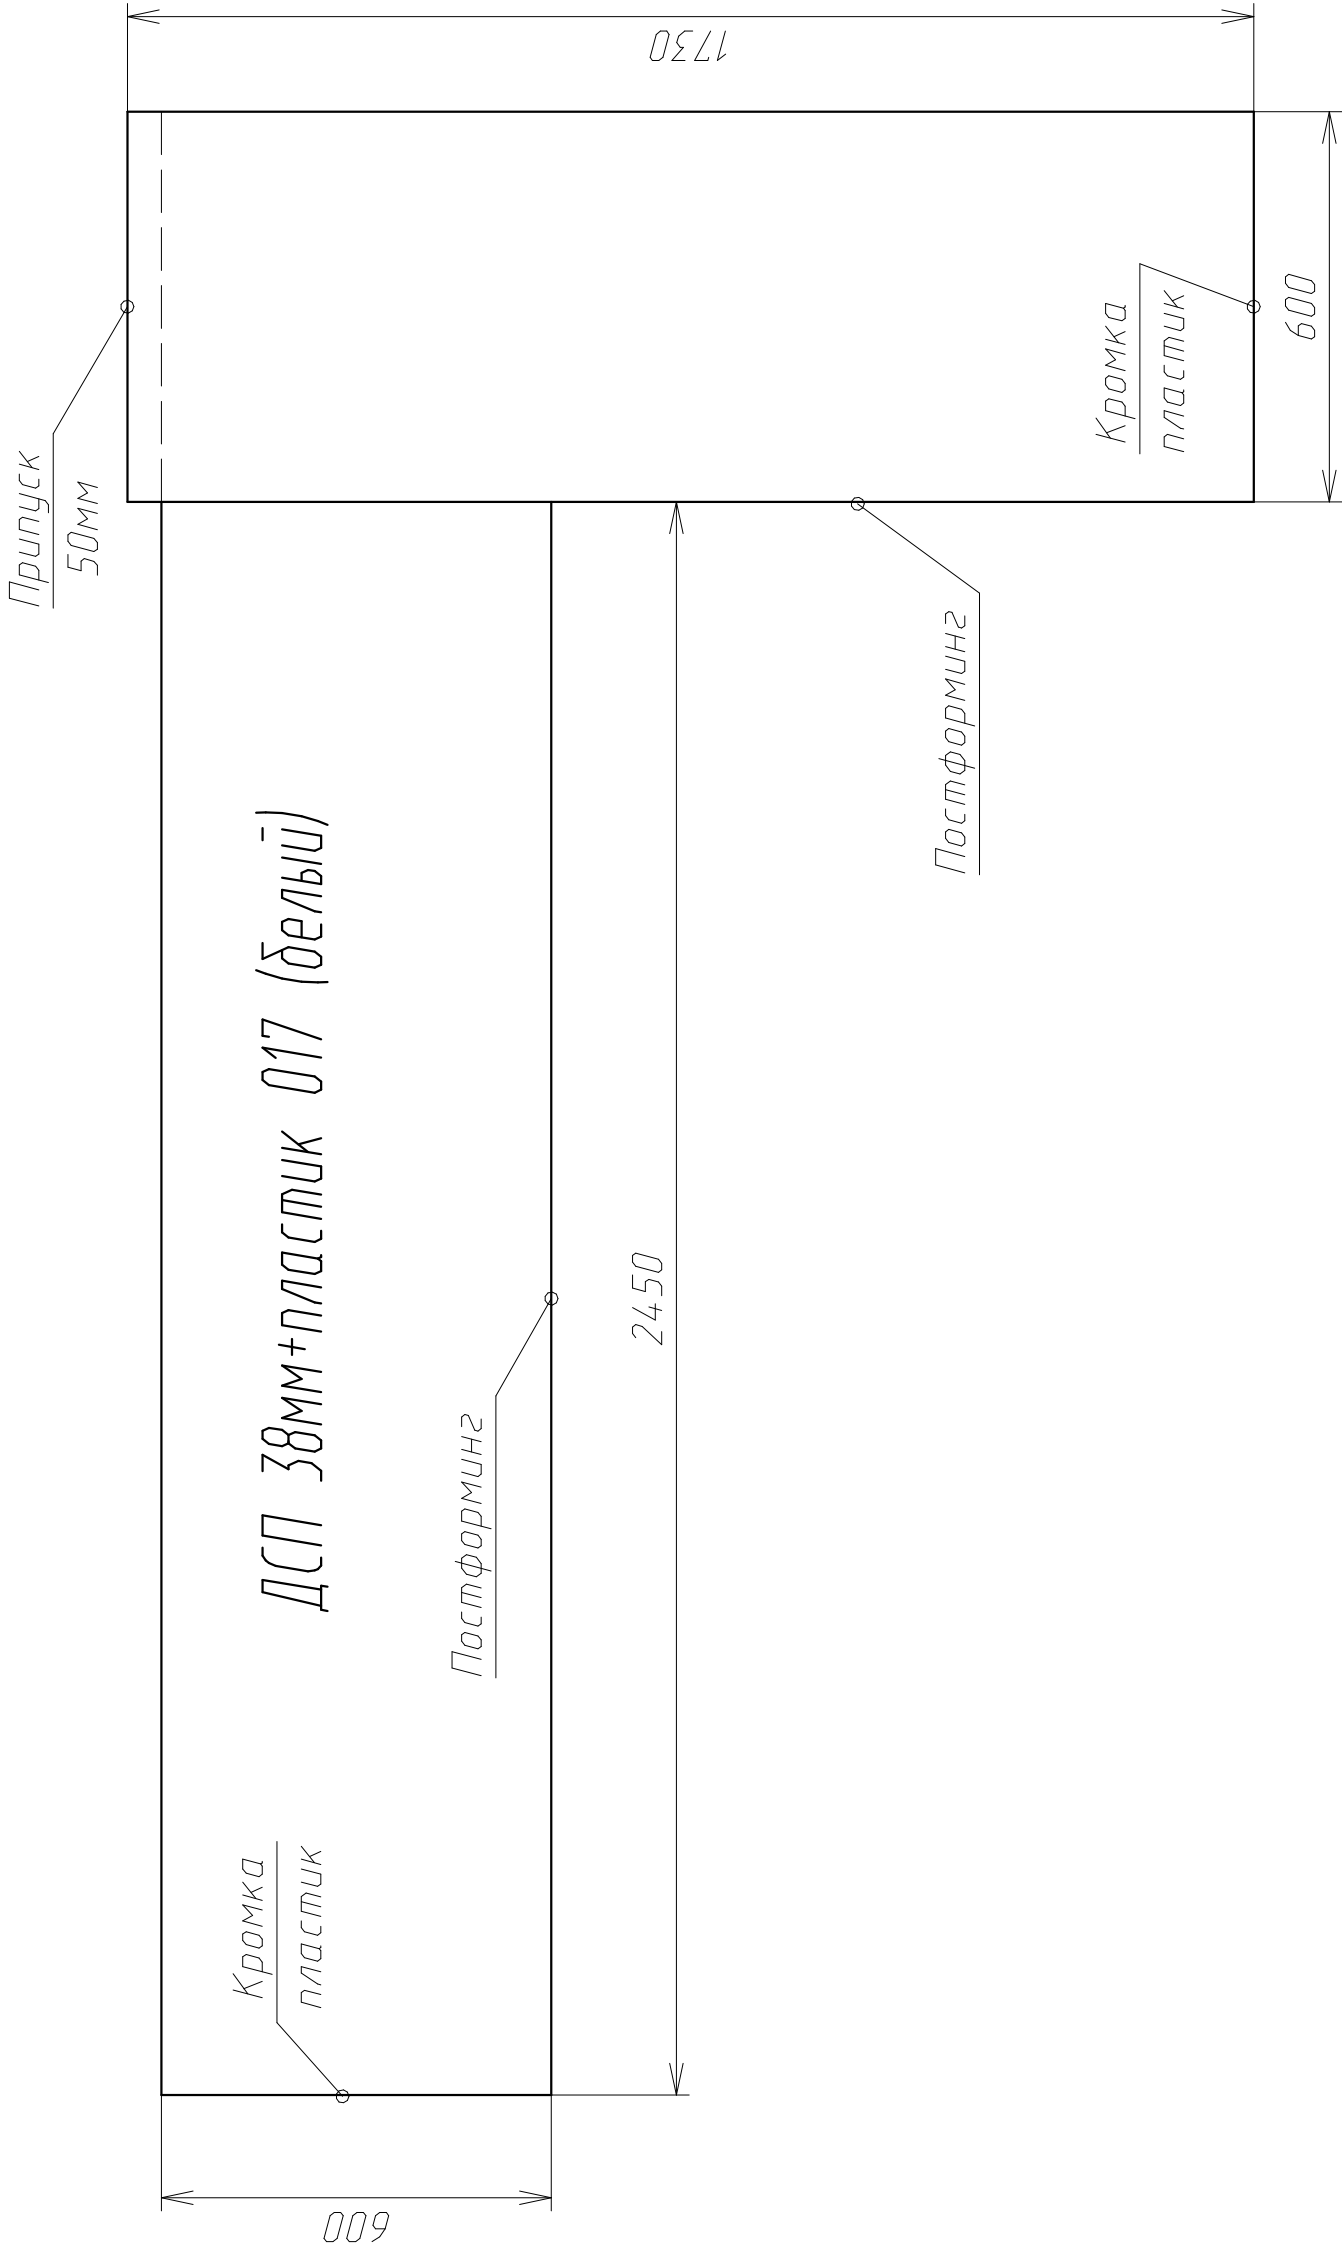 Припуск
50мм
1730
Кромка
пластик
600
Постформинг
ДСП 38мм+пластик 017 (белый)
2450
Постформинг
Кромка
пластик
600